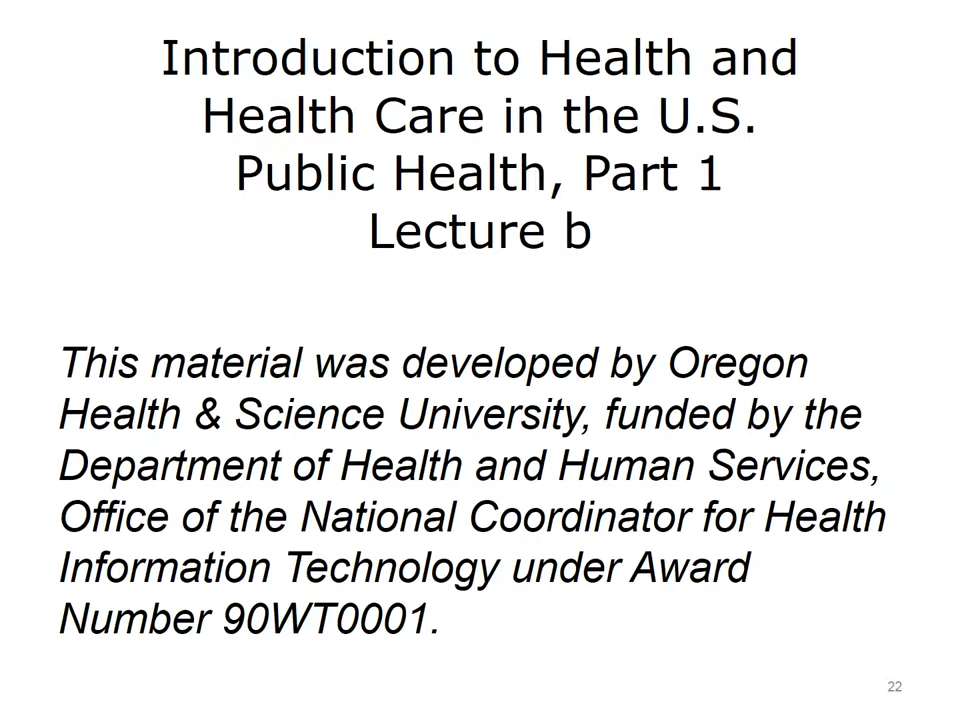 Introduction to Health and
Health Care in the U.S.
Public Health, Part 1
Lecture b
This material was developed by Oregon
Health & Science University, funded by the
Department of Health and Human Services,
Office of the National Coordinator for Health
Information Technology under Award
Number 90WT0001.
22